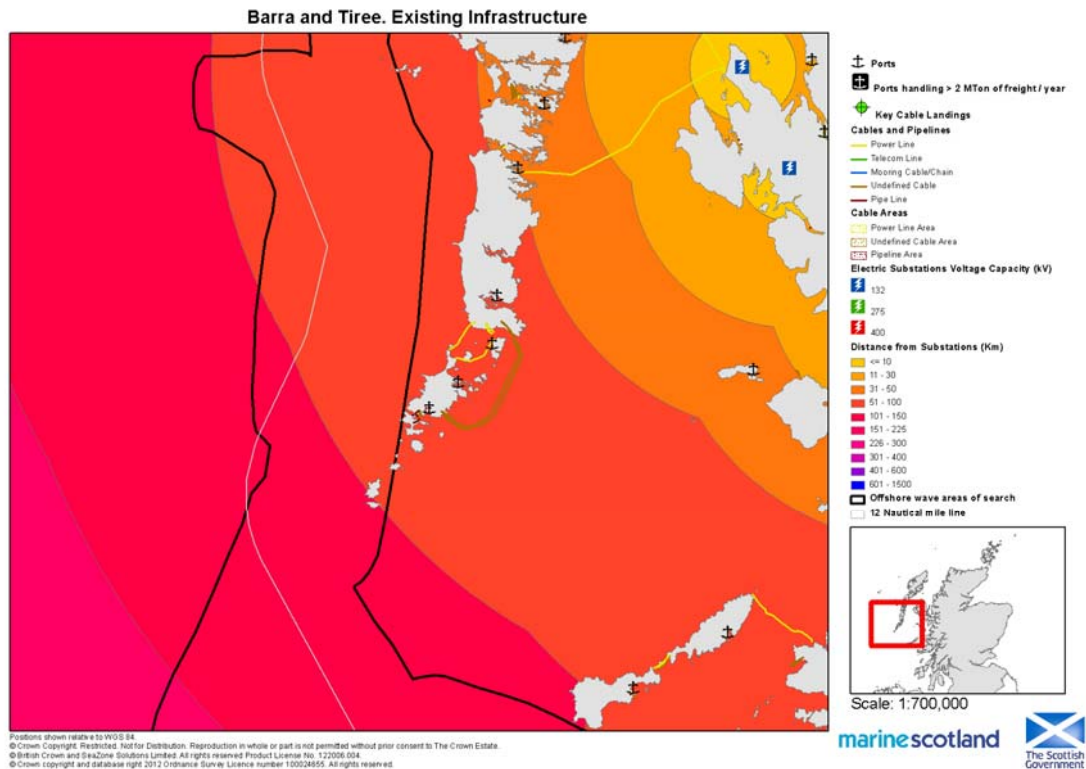 Barra and Tiree. Existing Infrastructure
Ports
Ports handling > 2 MTon of freight / year
Key Cable Landings
Cables and Pipelines
Power Line
Telecom Line
Mooring Cable/Chain
Undefined Cable
Pipe Line
Cable Areas
Power Line Area
Undefined Cable Area
Pipeline Area
Electric Substations Voltage Capacity (kV)
132
275
400
Distance from Substations (Km)
<= 10
11 - 30
31 - 50
51 - 100
101 - 150
151 - 225
226 - 300
301 - 400
401 - 600
601 - 1500
Offshore wave areas of search
12 Nautical mile line
Scale: 1:700,000
Positions shown relative to WGS 84.
© Crown Copyright. Restricted. Not for Distribution. Reproduction in whole or part is not permitted without prior consent to The Crown Estate.
© British Crown and SeaZone Solutions Limited. All rights reserved Product License No. 122006.004.
© Crown copyright and database right 2012 Ordnance Survey Licence number 100024655. All rights reserved.
marinescotland
The Scottish
Government